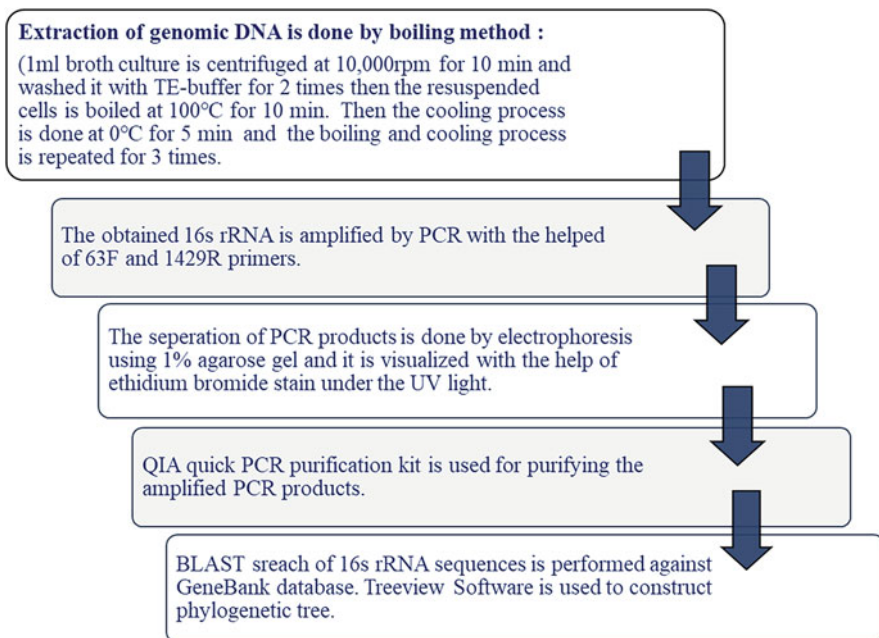 Extraction of genomic DNA is done by boiling method :
(1ml broth culture is centrifuged at 10,000rpm for 10 min and
washed it with TE-buffer for 2 times then the resuspended
cells is boiled at 100°C for 10 min. Then the cooling process
is done at 0°C for 5 min and the boiling and cooling process
is repeated for 3 times.
The obtained 16s rRNA is amplified by PCR with the helped
of 63F and 1429R primers.
The seperation of PCR products is done by electrophoresis
using 1% agarose gel and it is visualized with the help of
ethidium bromide stain under the UV light.
QIA quick PCR purification kit is used for purifying the
amplified PCR products.
BLAST sreach of 16s rRNA sequences is performed against
GeneBank database. Treeview Software is used to construct
phylogenetic tree.